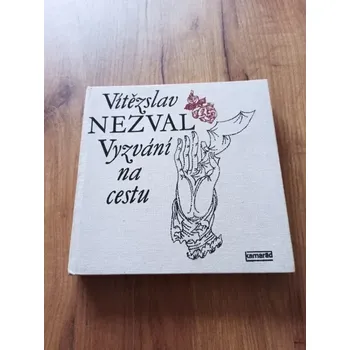 Vítězslav
NEZVAL
Vyzvání
na
cestu
kamarád